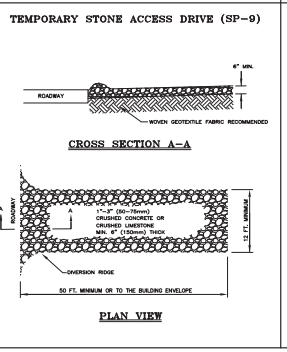 TEMPORARY STONE ACCESS DRIVE (SP-9)
6" MIN.
ROADWAY
WOVEN GEOTEXTILE FABRIC RECOMMENDED
CROSS SECTION A-A
ROADWAY
A
A
1"-3" (50-75mm)
CRUSHED CONCRETE OR
CRUSHED LIMESTONE
MIN. 6" (150mm) THICK
12 FT. MINIMUM
DIVERSION RIDGE
50 FT. MINIMUM OR TO THE BUILDING ENVELOPE
PLAN VIEW